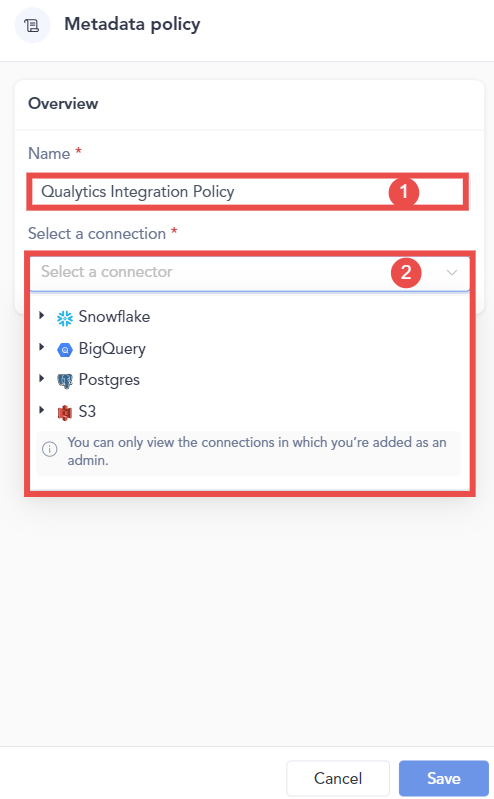 Metadata policy
Overview
Name *
Qualytics Integration Policy
1
Select a connection *
Select a connector
2
Snowflake
BigQuery
Postgres
S3
You can only view the connections in which you’re added as an
admin.
Cancel
Save